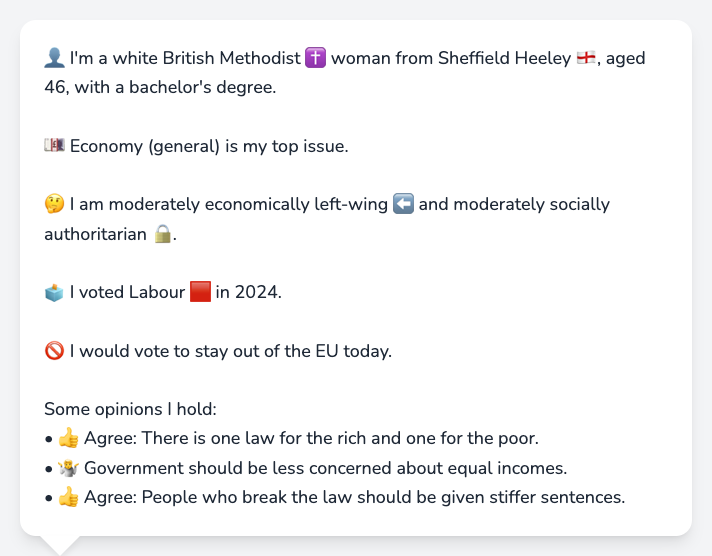 👤 I'm a white British Methodist ✝️ woman from Sheffield Heeley 🏴󠁧󠁢󠁥󠁮󠁧󠁿, aged
46, with a bachelor's degree.
💷 Economy (general) is my top issue.
🤔 I am moderately economically left-wing ⬅️ and moderately socially
authoritarian 🔒.
🗳️ I voted Labour 🟥 in 2024.
🚫 I would vote to stay out of the EU today.
Some opinions I hold:
• 👍 Agree: There is one law for the rich and one for the poor.
• 🤷 Government should be less concerned about equal incomes.
• 👍 Agree: People who break the law should be given stiffer sentences.